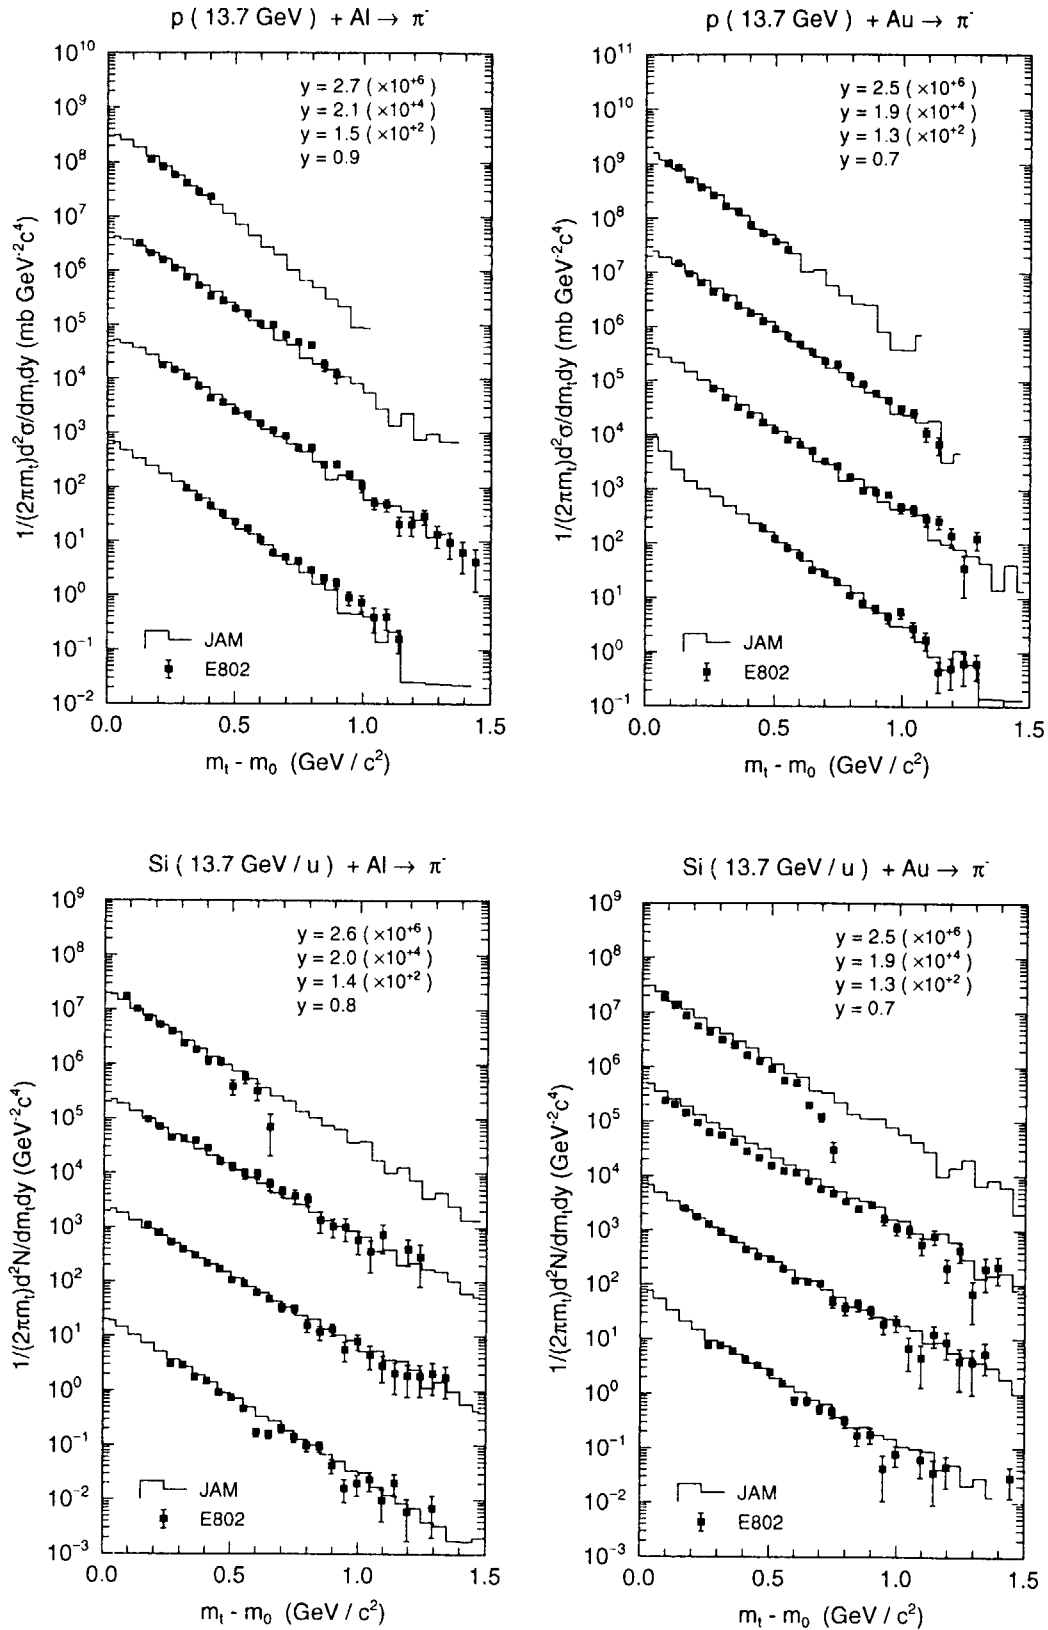 p ( 13.7 GeV ) + Al → π⁻
10¹⁰
10⁹
10⁸
10⁷
10⁶
10⁵
10⁴
10³
10²
10¹
10⁰
10⁻¹
10⁻²
1/(2πmₜ)d²σ/dmₜdy (mb GeV⁻²c⁴)
y = 2.7 ( ×10⁺⁶ )
y = 2.1 ( ×10⁺⁴ )
y = 1.5 ( ×10⁺² )
y = 0.9
JAM
E802
0.0 0.5 1.0 1.5
mₜ - m₀ (GeV / c²)
p ( 13.7 GeV ) + Au → π⁻
10¹¹
10¹⁰
10⁹
10⁸
10⁷
10⁶
10⁵
10⁴
10³
10²
10¹
10⁰
10⁻¹
1/(2πmₜ)d²σ/dmₜdy (mb GeV⁻²c⁴)
y = 2.5 ( ×10⁺⁶ )
y = 1.9 ( ×10⁺⁴ )
y = 1.3 ( ×10⁺² )
y = 0.7
JAM
E802
0.0 0.5 1.0 1.5
mₜ - m₀ (GeV / c²)
Si ( 13.7 GeV / u ) + Al → π⁻
10⁹
10⁸
10⁷
10⁶
10⁵
10⁴
10³
10²
10¹
10⁰
10⁻¹
10⁻²
10⁻³
1/(2πmₜ)d²N/dmₜdy (GeV⁻²c⁴)
y = 2.6 ( ×10⁺⁶ )
y = 2.0 ( ×10⁺⁴ )
y = 1.4 ( ×10⁺² )
y = 0.8
JAM
E802
0.0 0.5 1.0 1.5
mₜ - m₀ (GeV / c²)
Si ( 13.7 GeV / u ) + Au → π⁻
10⁹
10⁸
10⁷
10⁶
10⁵
10⁴
10³
10²
10¹
10⁰
10⁻¹
10⁻²
10⁻³
1/(2πmₜ)d²N/dmₜdy (GeV⁻²c⁴)
y = 2.5 ( ×10⁺⁶ )
y = 1.9 ( ×10⁺⁴ )
y = 1.3 ( ×10⁺² )
y = 0.7
JAM
E802
0.0 0.5 1.0 1.5
mₜ - m₀ (GeV / c²)